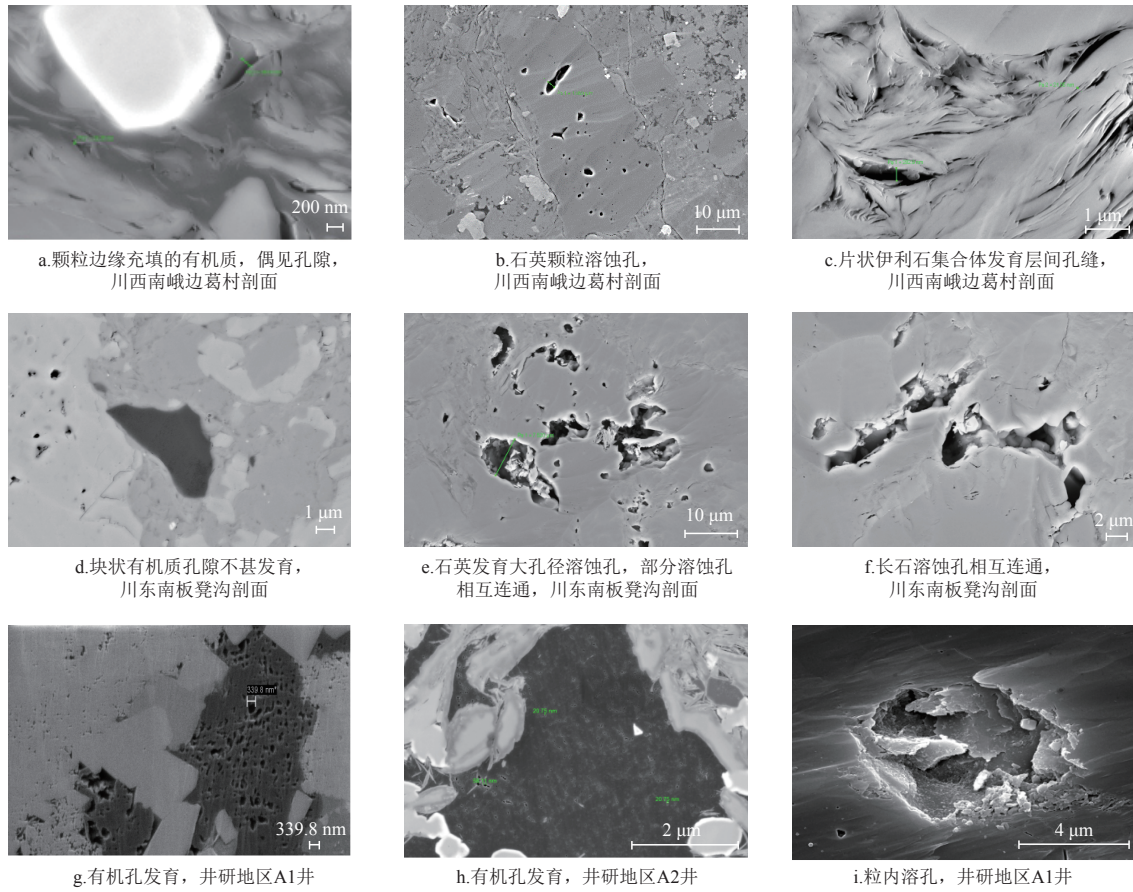 200 nm
10 μm
1 μm
a.颗粒边缘充填的有机质，偶见孔隙，
川西南峨边葛村剖面
b.石英颗粒溶蚀孔，
川西南峨边葛村剖面
c.片状伊利石集合体发育层间孔缝，
川西南峨边葛村剖面
1 μm
10 μm
2 μm
d.块状有机质孔隙不甚发育，
川东南板凳沟剖面
e.石英发育大孔径溶蚀孔，部分溶蚀孔
相互连通，川东南板凳沟剖面
f.长石溶蚀孔相互连通，
川东南板凳沟剖面
339.8 nm
339.8 nm
2 μm
4 μm
g.有机孔发育，井研地区A1井
h.有机孔发育，井研地区A2井
i.粒内溶孔，井研地区A1井